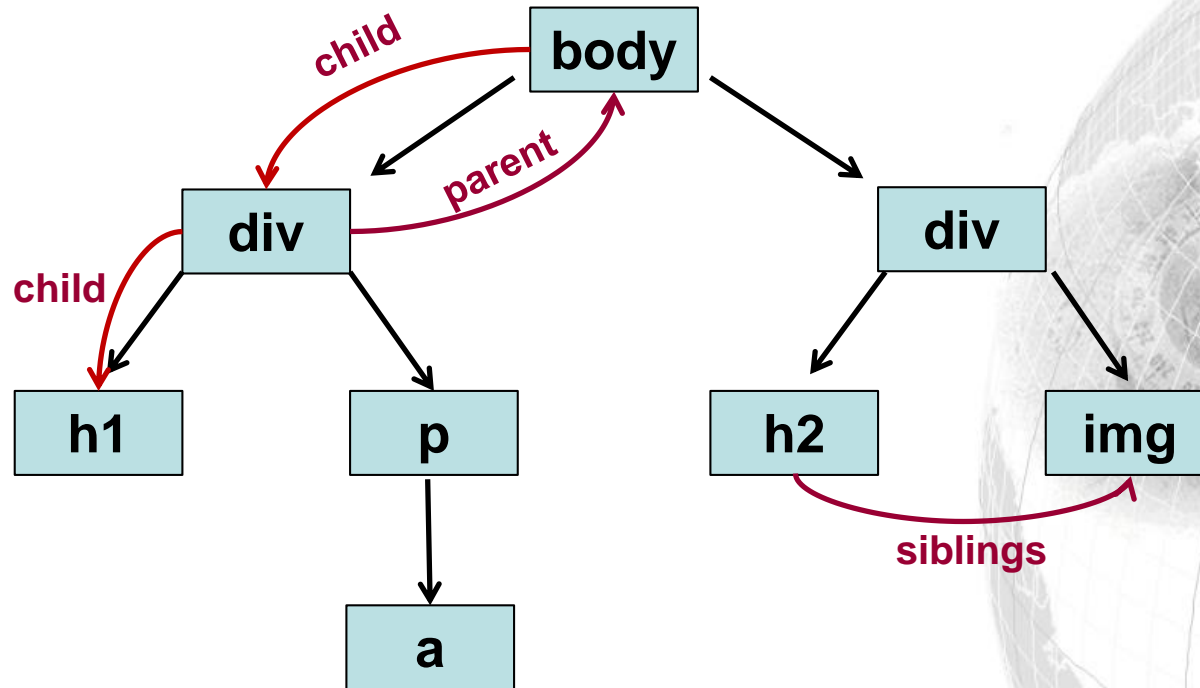 child
body
parent
div
div
child
h1
p
h2
img
siblings
a